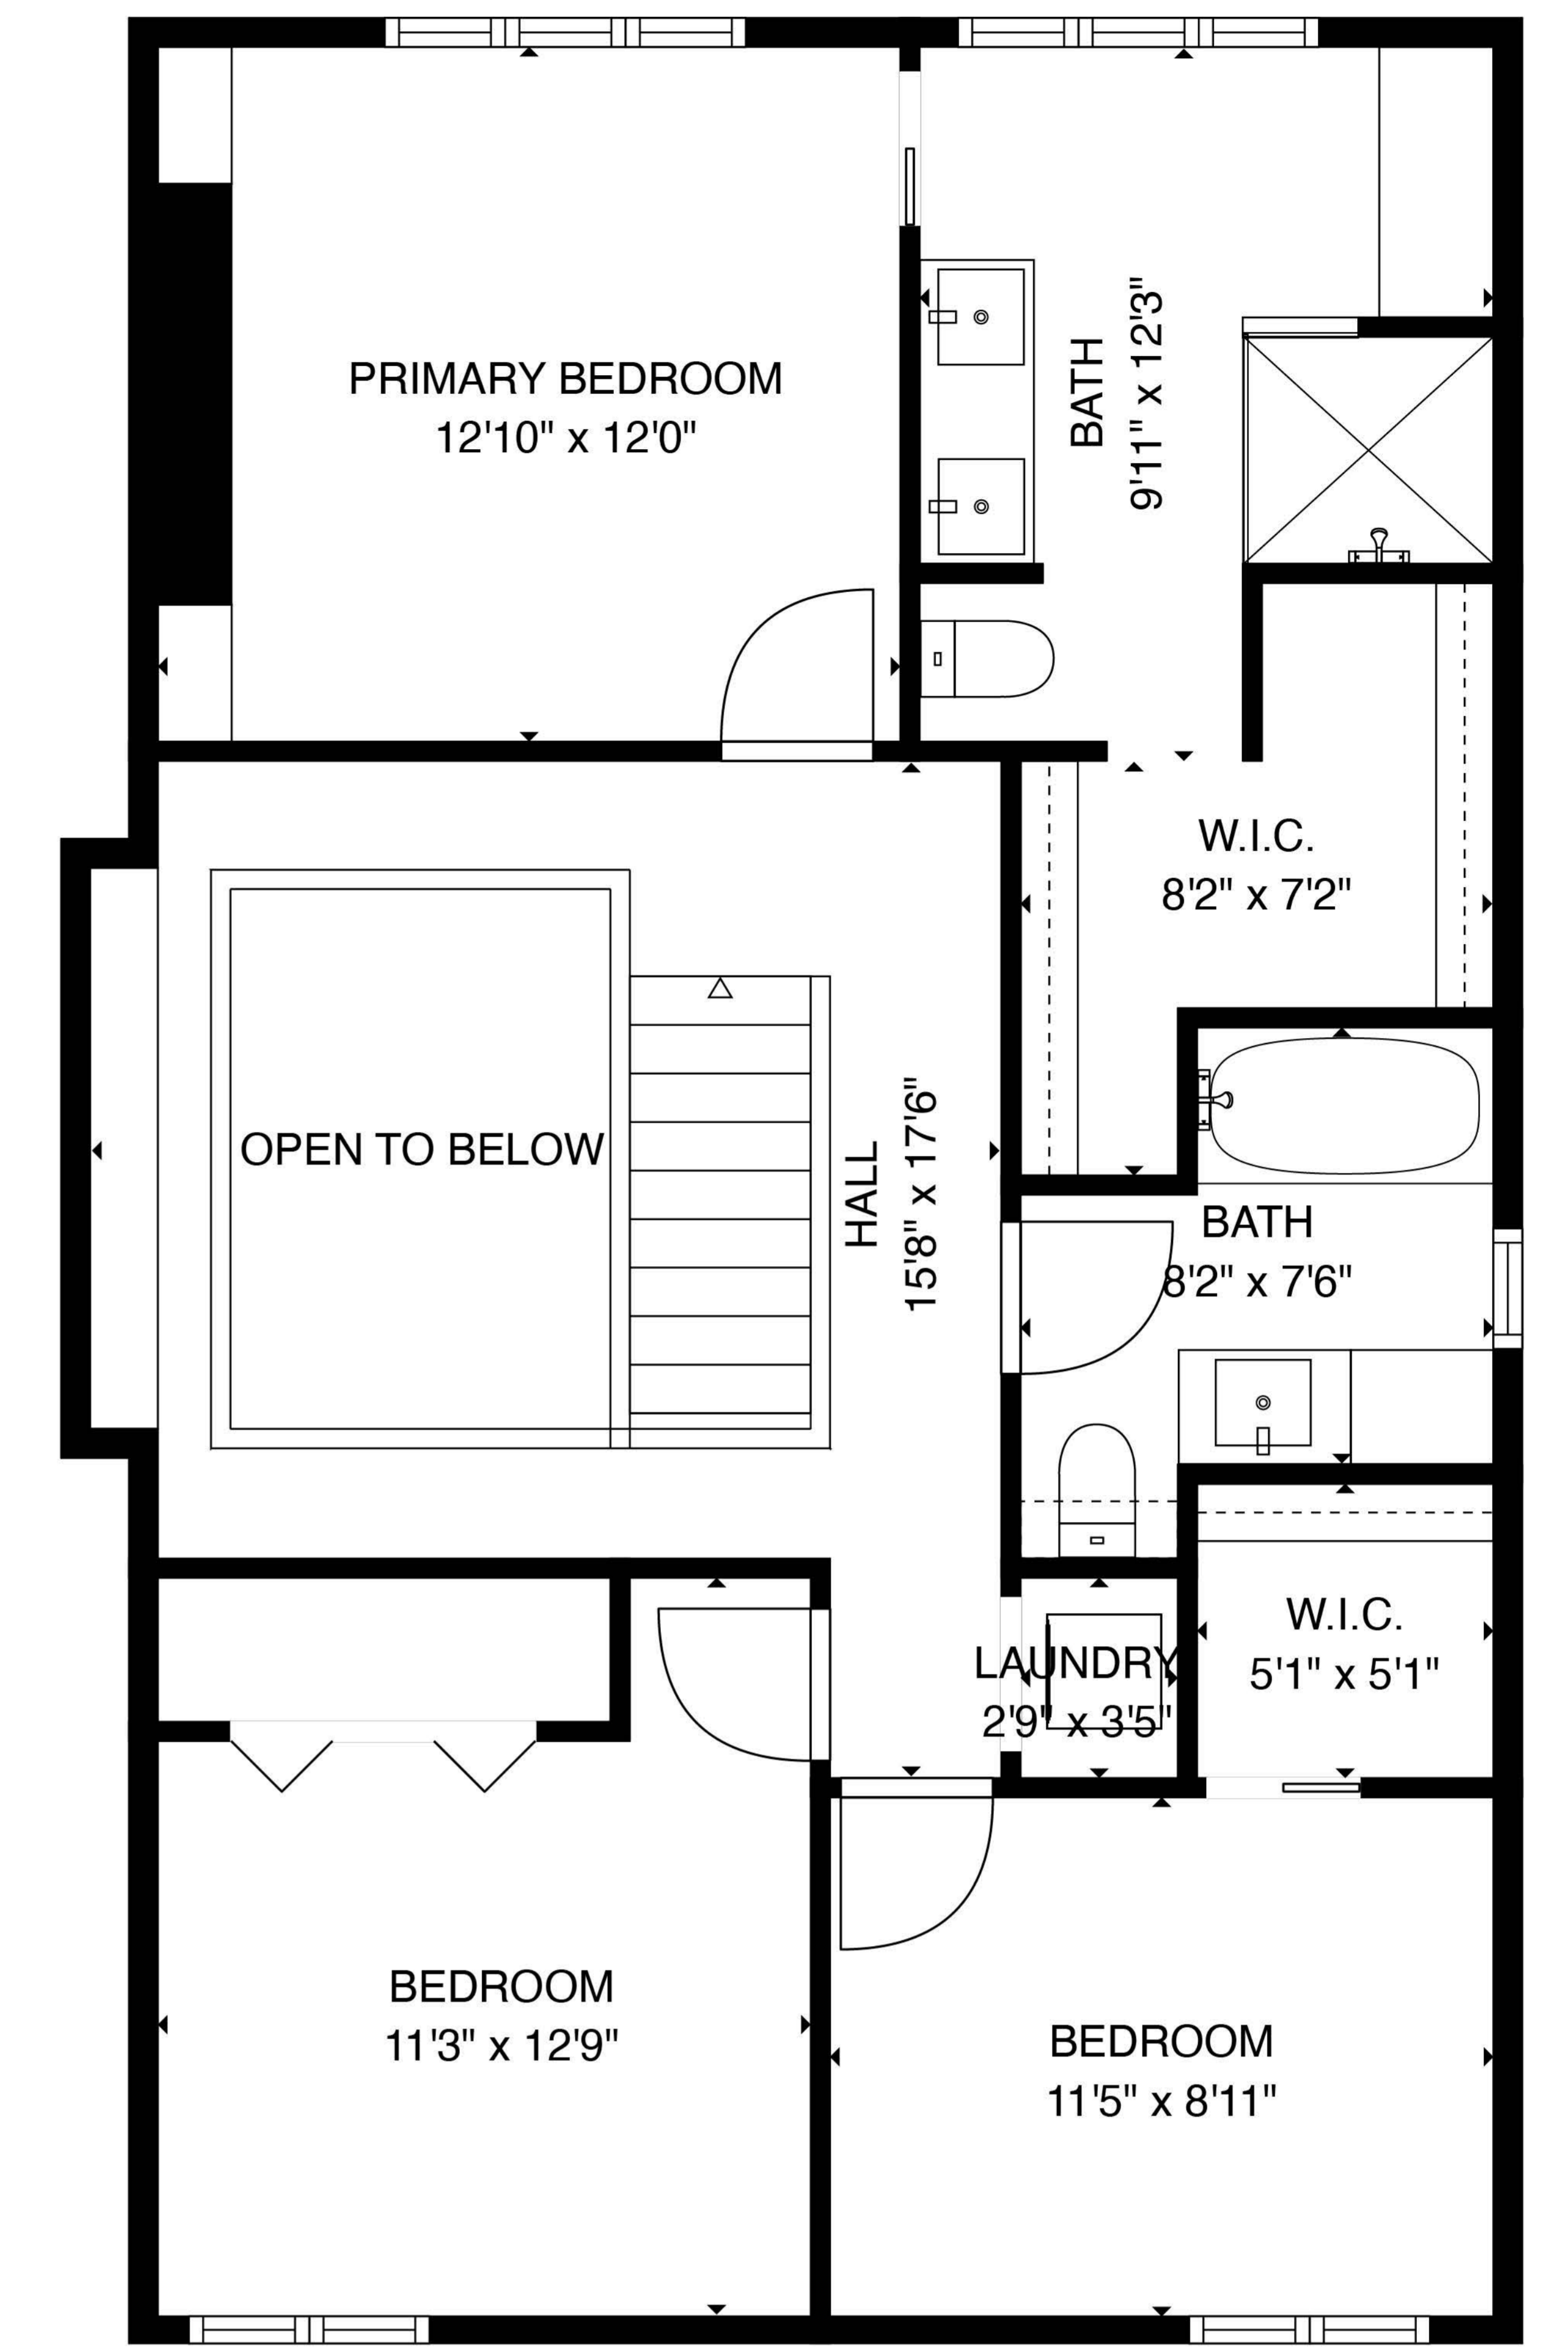 PRIMARY BEDROOM
12'10" x 12'0"
BATH
9'11" x 12'3"
W.I.C.
8'2" x 7'2"
OPEN TO BELOW
HALL
15'8" x 17'6"
BATH
8'2" x 7'6"
LAUNDRY
2'9" x 3'5"
W.I.C.
5'1" x 5'1"
BEDROOM
11'3" x 12'9"
BEDROOM
11'5" x 8'11"